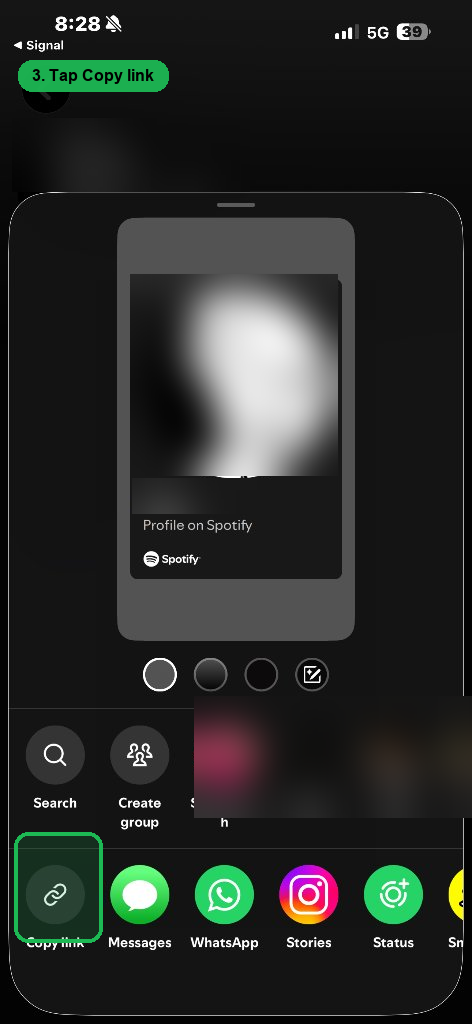 8:28
5G 39
◀ Signal
3. Tap Copy link
Profile on Spotify
Spotify
Search
Create
group
h
Copy link
Messages
WhatsApp
Stories
Status